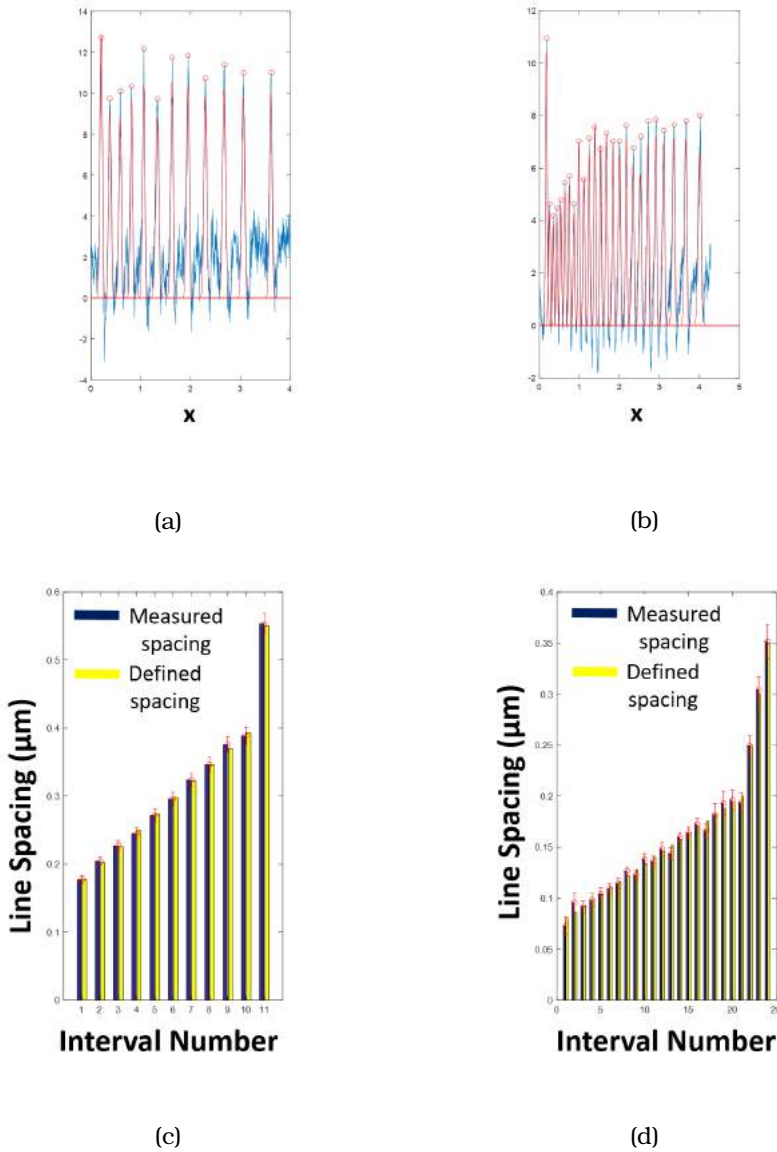 14
12
10
8
6
4
2
0
-2
-4
0 1 2 3 4
x
(a)
12
10
8
6
4
2
0
-2
0 1 2 3 4 5
x
(b)
0.6
0.5
0.4
0.3
0.2
0.1
0
Measured
spacing
Defined
spacing
Line Spacing (μm)
1 2 3 4 5 6 7 8 9 10 11
Interval Number
(c)
0.4
0.35
0.3
0.25
0.2
0.15
0.1
0.05
0
Measured
spacing
Defined
spacing
Line Spacing (μm)
0 5 10 15 20 25
Interval Number
(d)